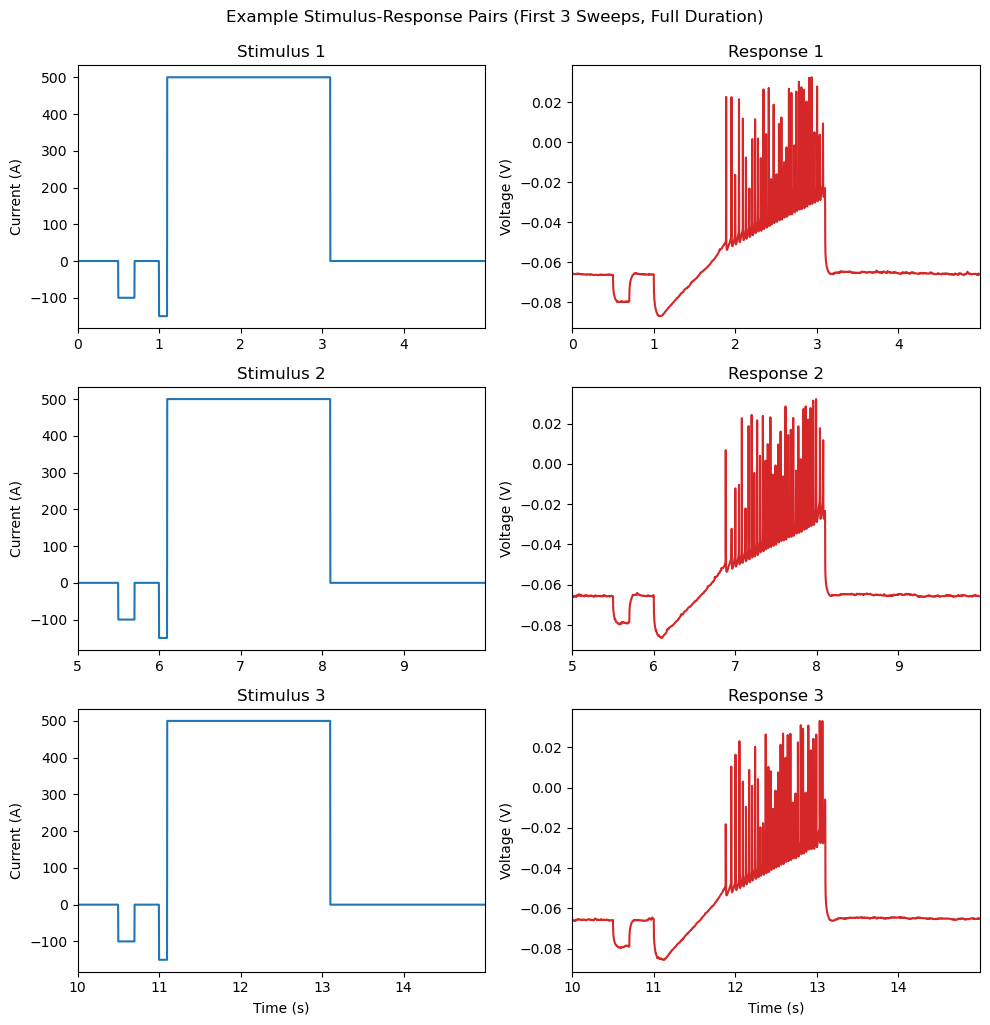 Example Stimulus-Response Pairs (First 3 Sweeps, Full Duration)
Stimulus 1
Current (A)
500
400
300
200
100
0
−100
0 1 2 3 4
Response 1
Voltage (V)
0.02
0.00
−0.02
−0.04
−0.06
−0.08
0 1 2 3 4
Stimulus 2
Current (A)
500
400
300
200
100
0
−100
5 6 7 8 9
Response 2
Voltage (V)
0.02
0.00
−0.02
−0.04
−0.06
−0.08
5 6 7 8 9
Stimulus 3
Current (A)
500
400
300
200
100
0
−100
10 11 12 13 14
Time (s)
Response 3
Voltage (V)
0.02
0.00
−0.02
−0.04
−0.06
−0.08
10 11 12 13 14
Time (s)